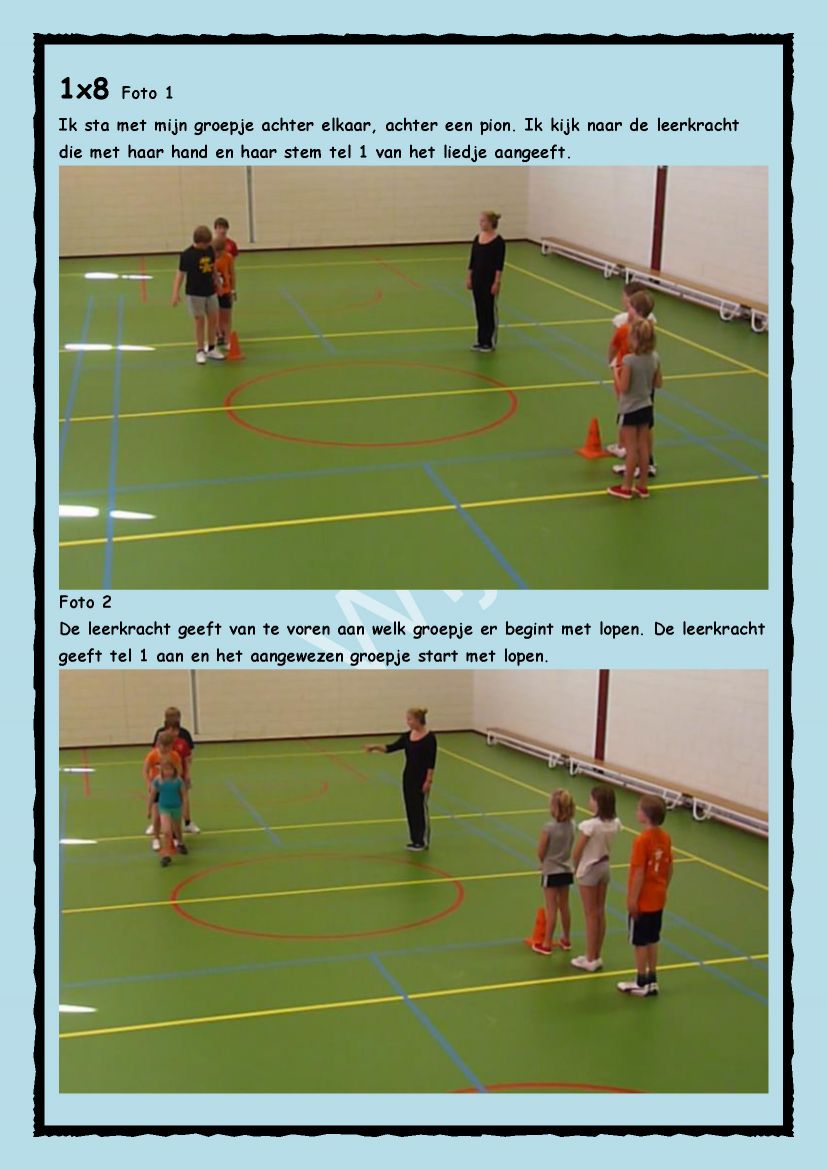 1x8 Foto 1
Ik sta met mijn groepje achter elkaar, achter een pion. Ik kijk naar de leerkracht
die met haar hand en haar stem tel 1 van het liedje aangeeft.
Foto 2
De leerkracht geeft van te voren aan welk groepje er begint met lopen. De leerkracht
geeft tel 1 aan en het aangewezen groepje start met lopen.